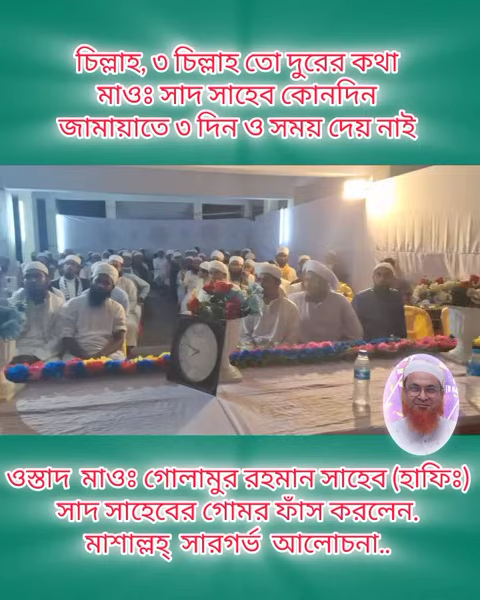 চিল্লাহ, ৩ চিল্লাহ তো দুরের কথা
মাওঃ সাদ সাহেব কোনদিন
জামায়াতে ৩ দিন ও সময় দেয় নাই
ওস্তাদ মাওঃ গোলামুর রহমান সাহেব (হাফিঃ)
সাদ সাহেবের গোমর ফাঁস করলেন.
মাশাল্লহ্ সারগর্ভ আলোচনা..